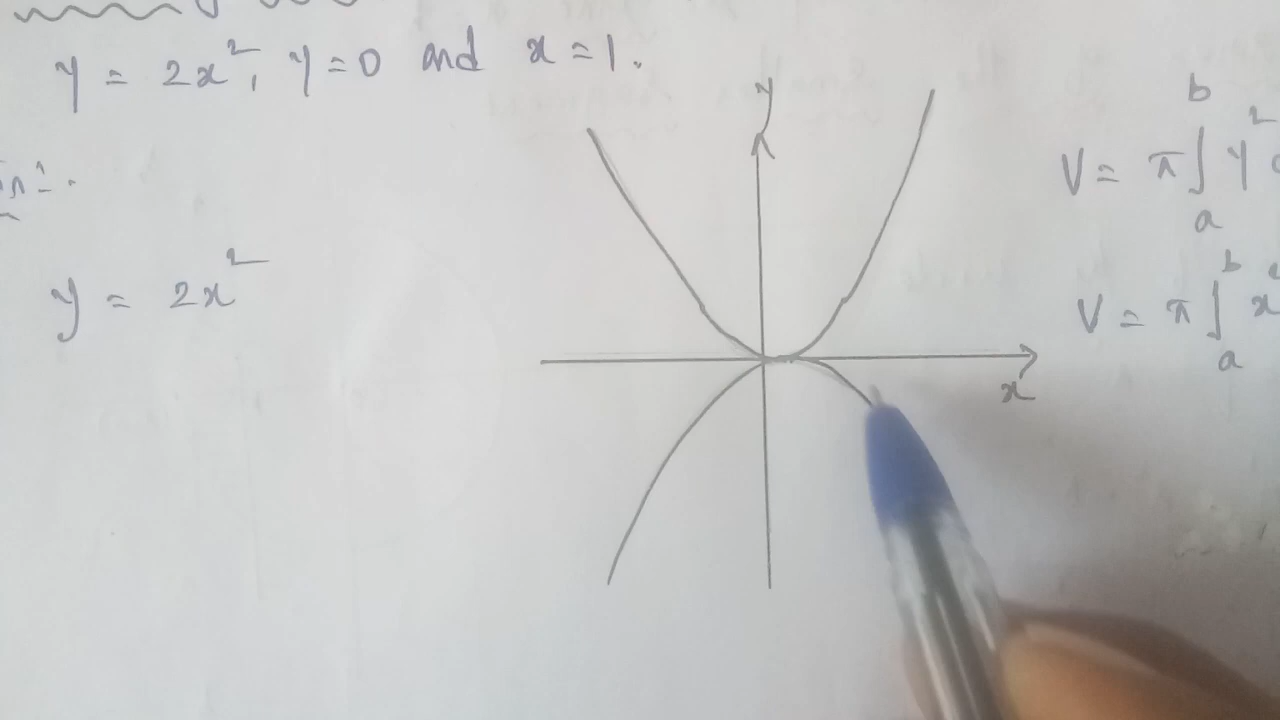 y = 2x², y = 0 and x = 1.
y
V = π ∫ₐᵇ y²
y = 2x²
V = π ∫ₐᵇ
x